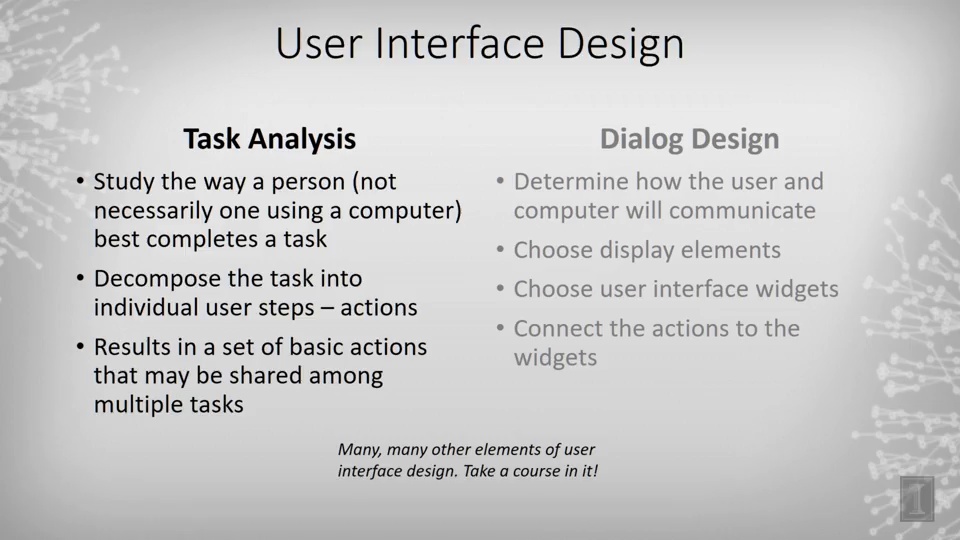 User Interface Design
Task Analysis
• Study the way a person (not
necessarily one using a computer)
best completes a task
• Decompose the task into
individual user steps – actions
• Results in a set of basic actions
that may be shared among
multiple tasks
Dialog Design
• Determine how the user and
computer will communicate
• Choose display elements
• Choose user interface widgets
• Connect the actions to the
widgets
Many, many other elements of user
interface design. Take a course in it!
I